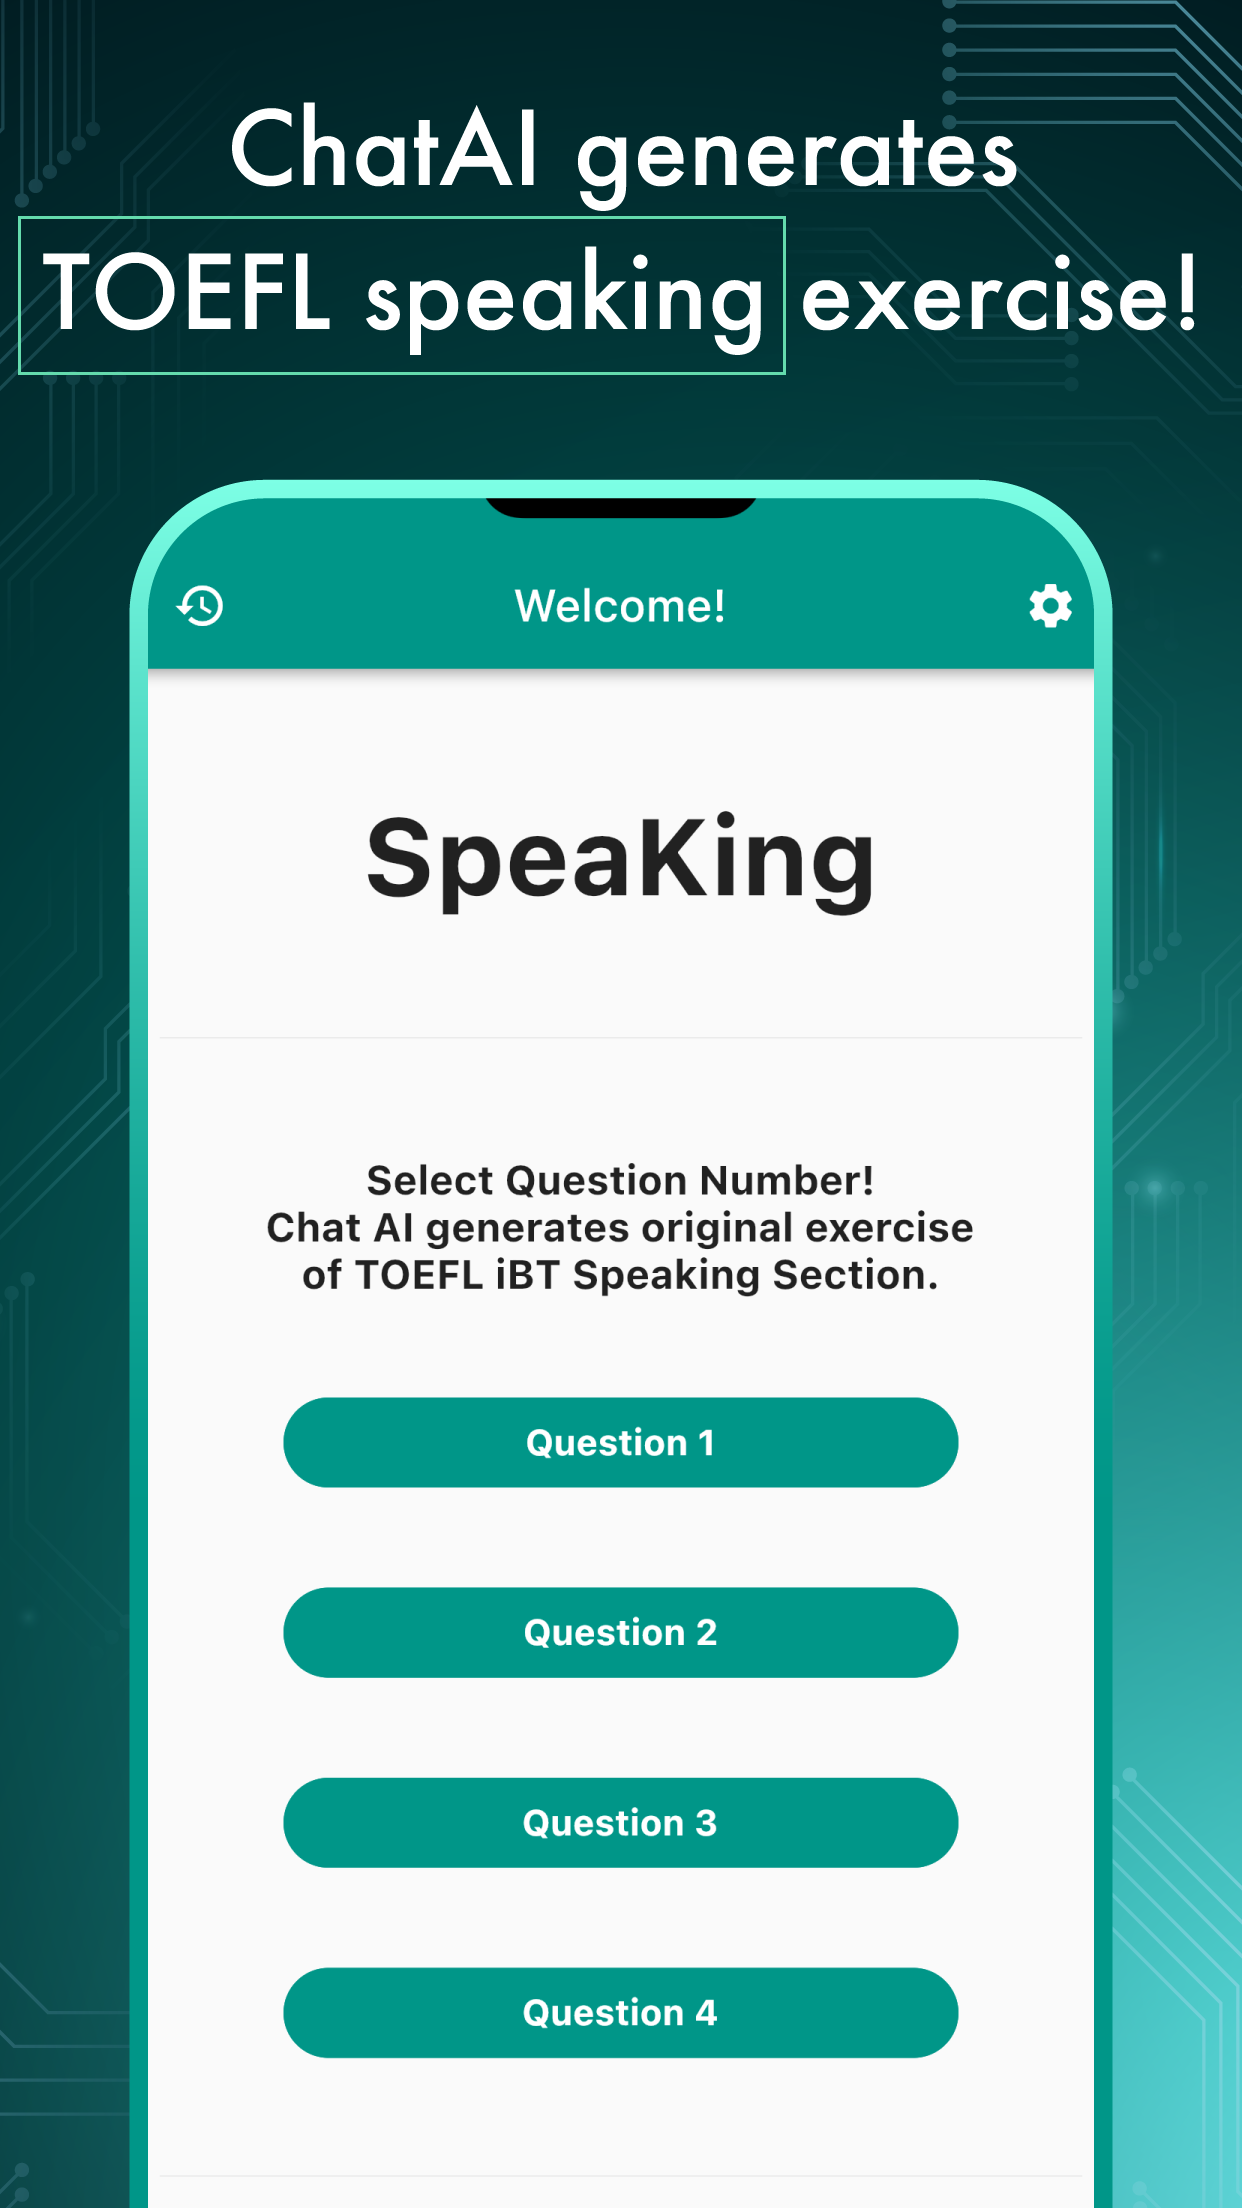 ChatAI generates
TOEFL speaking exercise!
Welcome!
SpeaKing
Select Question Number!
Chat AI generates original exercise
of TOEFL iBT Speaking Section.
Question 1
Question 2
Question 3
Question 4